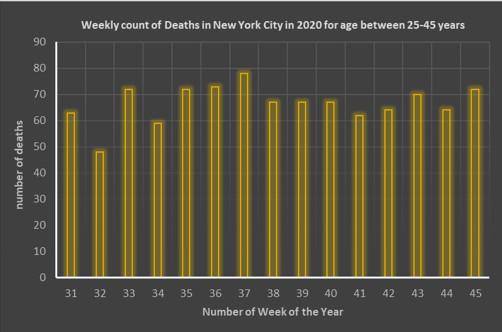 Weekly count of Deaths in New York City in 2020 for age between 25-45 years
90
80
70
60
50
40
30
20
10
0
number of deaths
31 32 33 34 35 36 37 38 39 40 41 42 43 44 45
Number of Week of the Year